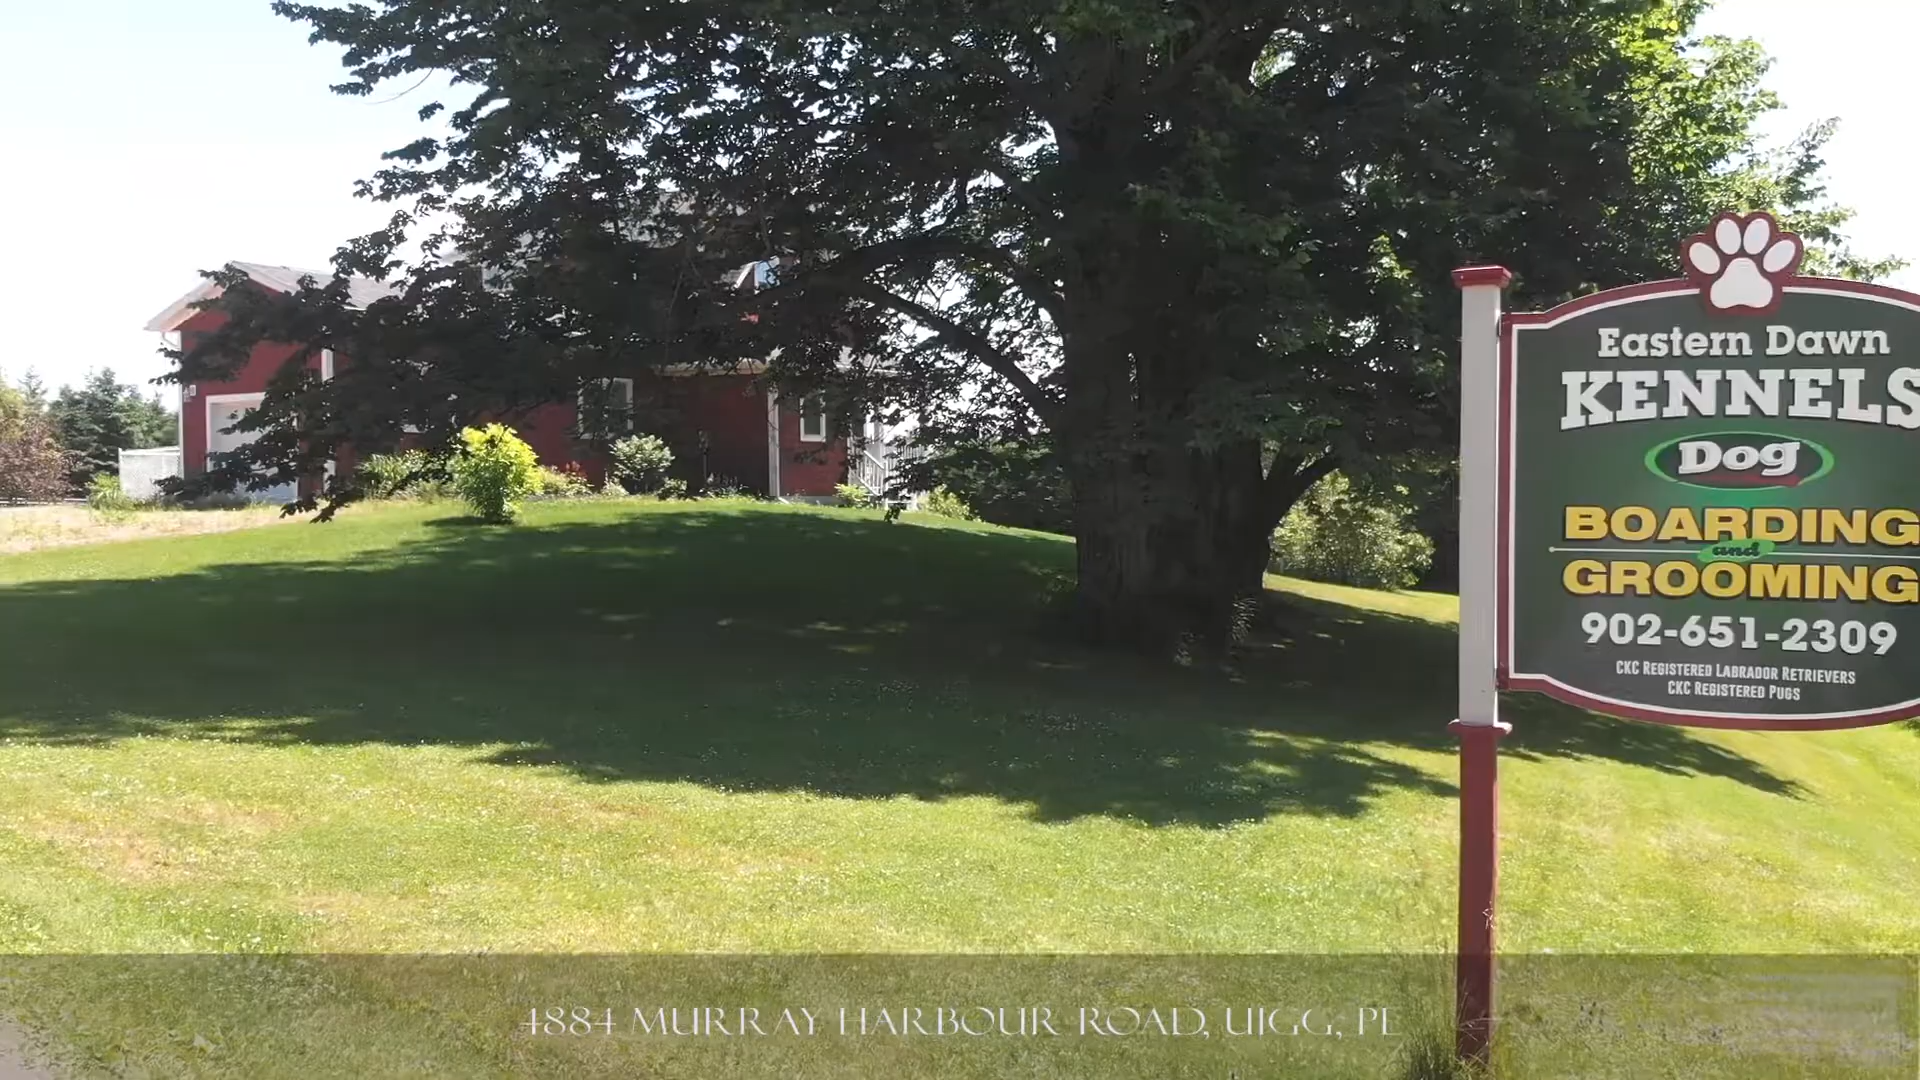 Eastern Dawn
KENNELS
Dog
BOARDING
and
GROOMING
902-651-2309
CKC REGISTERED LABRADOR RETRIEVERS
CKC REGISTERED PUGS
4884 MURRAY HARBOUR ROAD, UIGG, PE